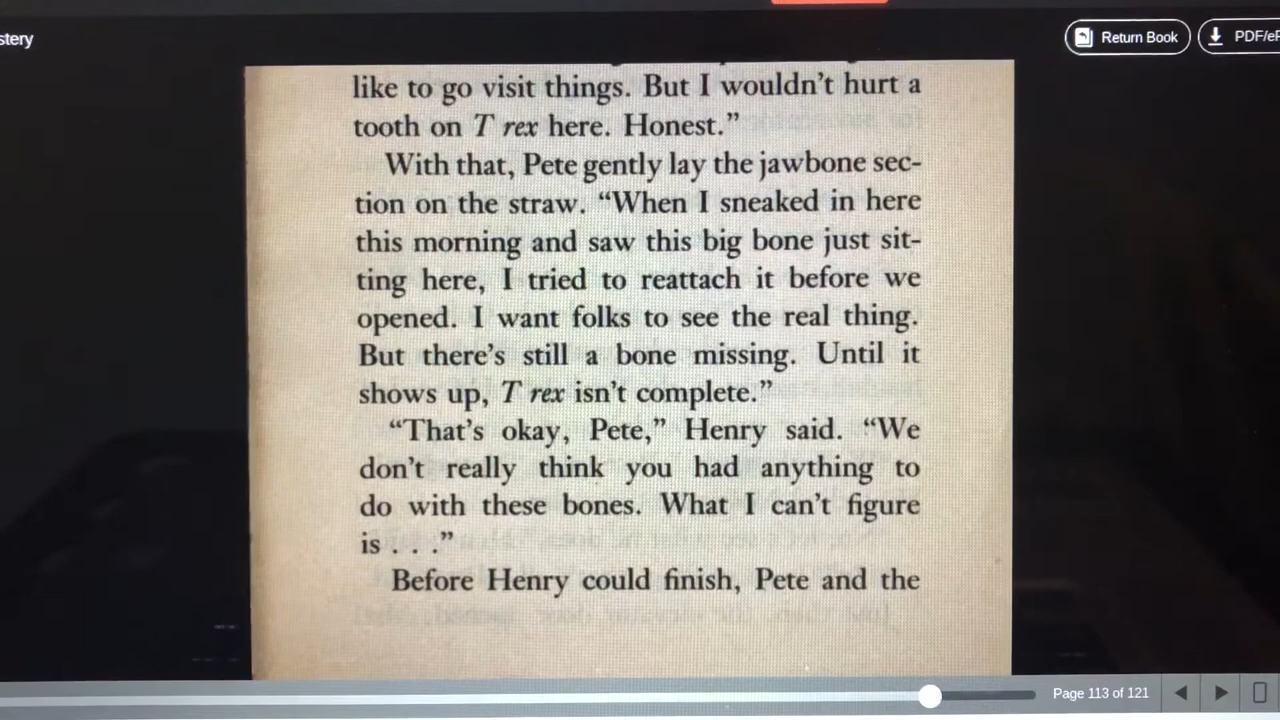 stery
Return Book
PDF/eP
like to go visit things. But I wouldn't hurt a
tooth on T rex here. Honest.”
With that, Pete gently lay the jawbone sec-
tion on the straw. “When I sneaked in here
this morning and saw this big bone just sit-
ting here, I tried to reattach it before we
opened. I want folks to see the real thing.
But there's still a bone missing. Until it
shows up, T rex isn't complete.”
“That's okay, Pete,” Henry said. “We
don't really think you had anything to
do with these bones. What I can't figure
is . . .”
Before Henry could finish, Pete and the
Page 113 of 121